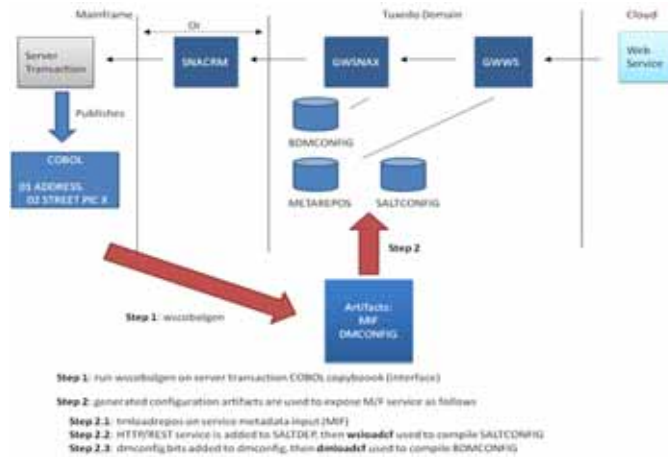 Mainframe
Or
Tuxedo Domain
Cloud
Server
Transaction
SNACRM
GWSNAX
GWWS
Web
Service
Publishes
BDMCONFIG
COBOL
01 ADDRESS.
02 STREET PIC X
METAREPOS
SALTCONFIG
Step 2
Step 1: wscobolgen
Artifacts:
MIF
DMCONFIG
Step 1: run wscobolgen on server transaction COBOL copybook (interface)
Step 2: generated configuration artifacts are used to expose M/F service as follows
Step 2.1: tmloadrepos on service metadata input (MIF)
Step 2.2: HTTP/REST service is added to SALTDEP, then wsloadcf used to compile SALTCONFIG
Step 2.3: dmconfig bits added to dmconfig, then dmloadcf used to compile BDMCONFIG